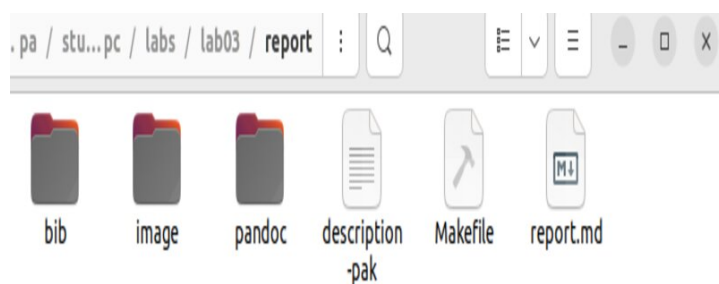 . pa / stu...pc / labs / lab03 / report
bib
image
pandoc
description
-pak
Makefile
M↓
report.md